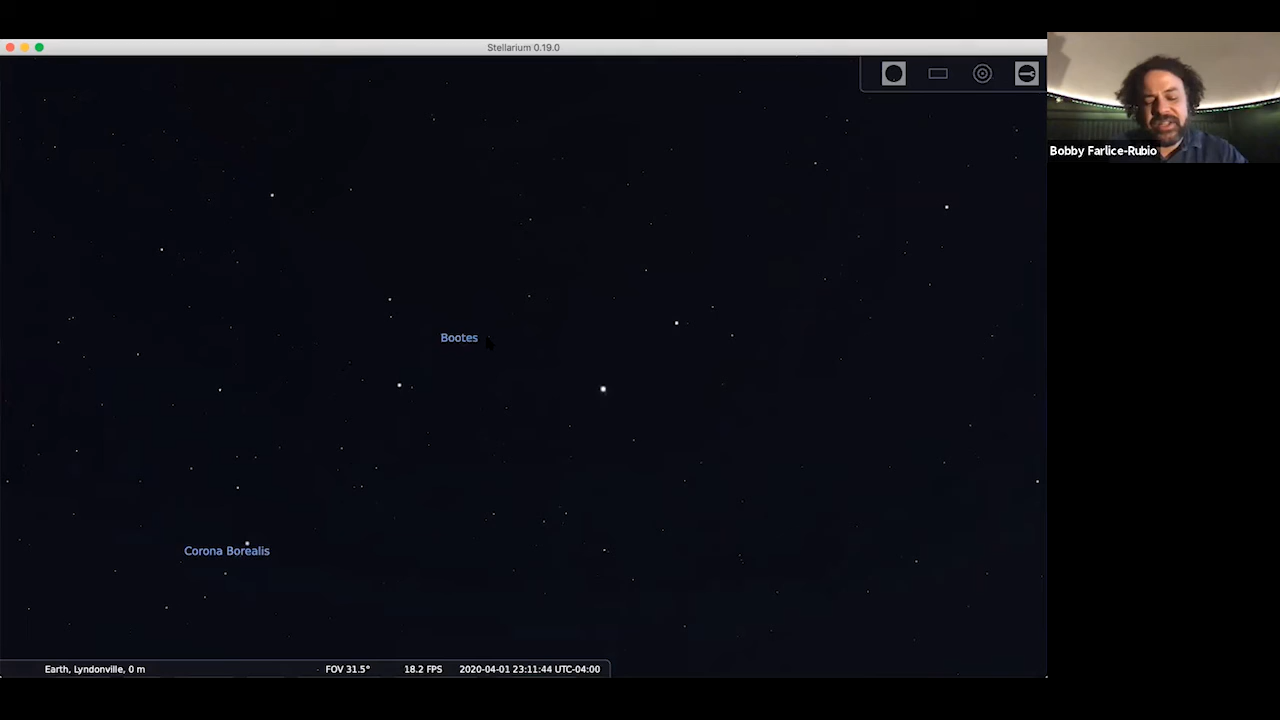 Stellarium 0.19.0
Bobby Farlice-Rubio
Bootes
Corona Borealis
Earth, Lyndonville, 0 m FOV 31.5° 18.2 FPS 2020-04-01 23:11:44 UTC-04:00